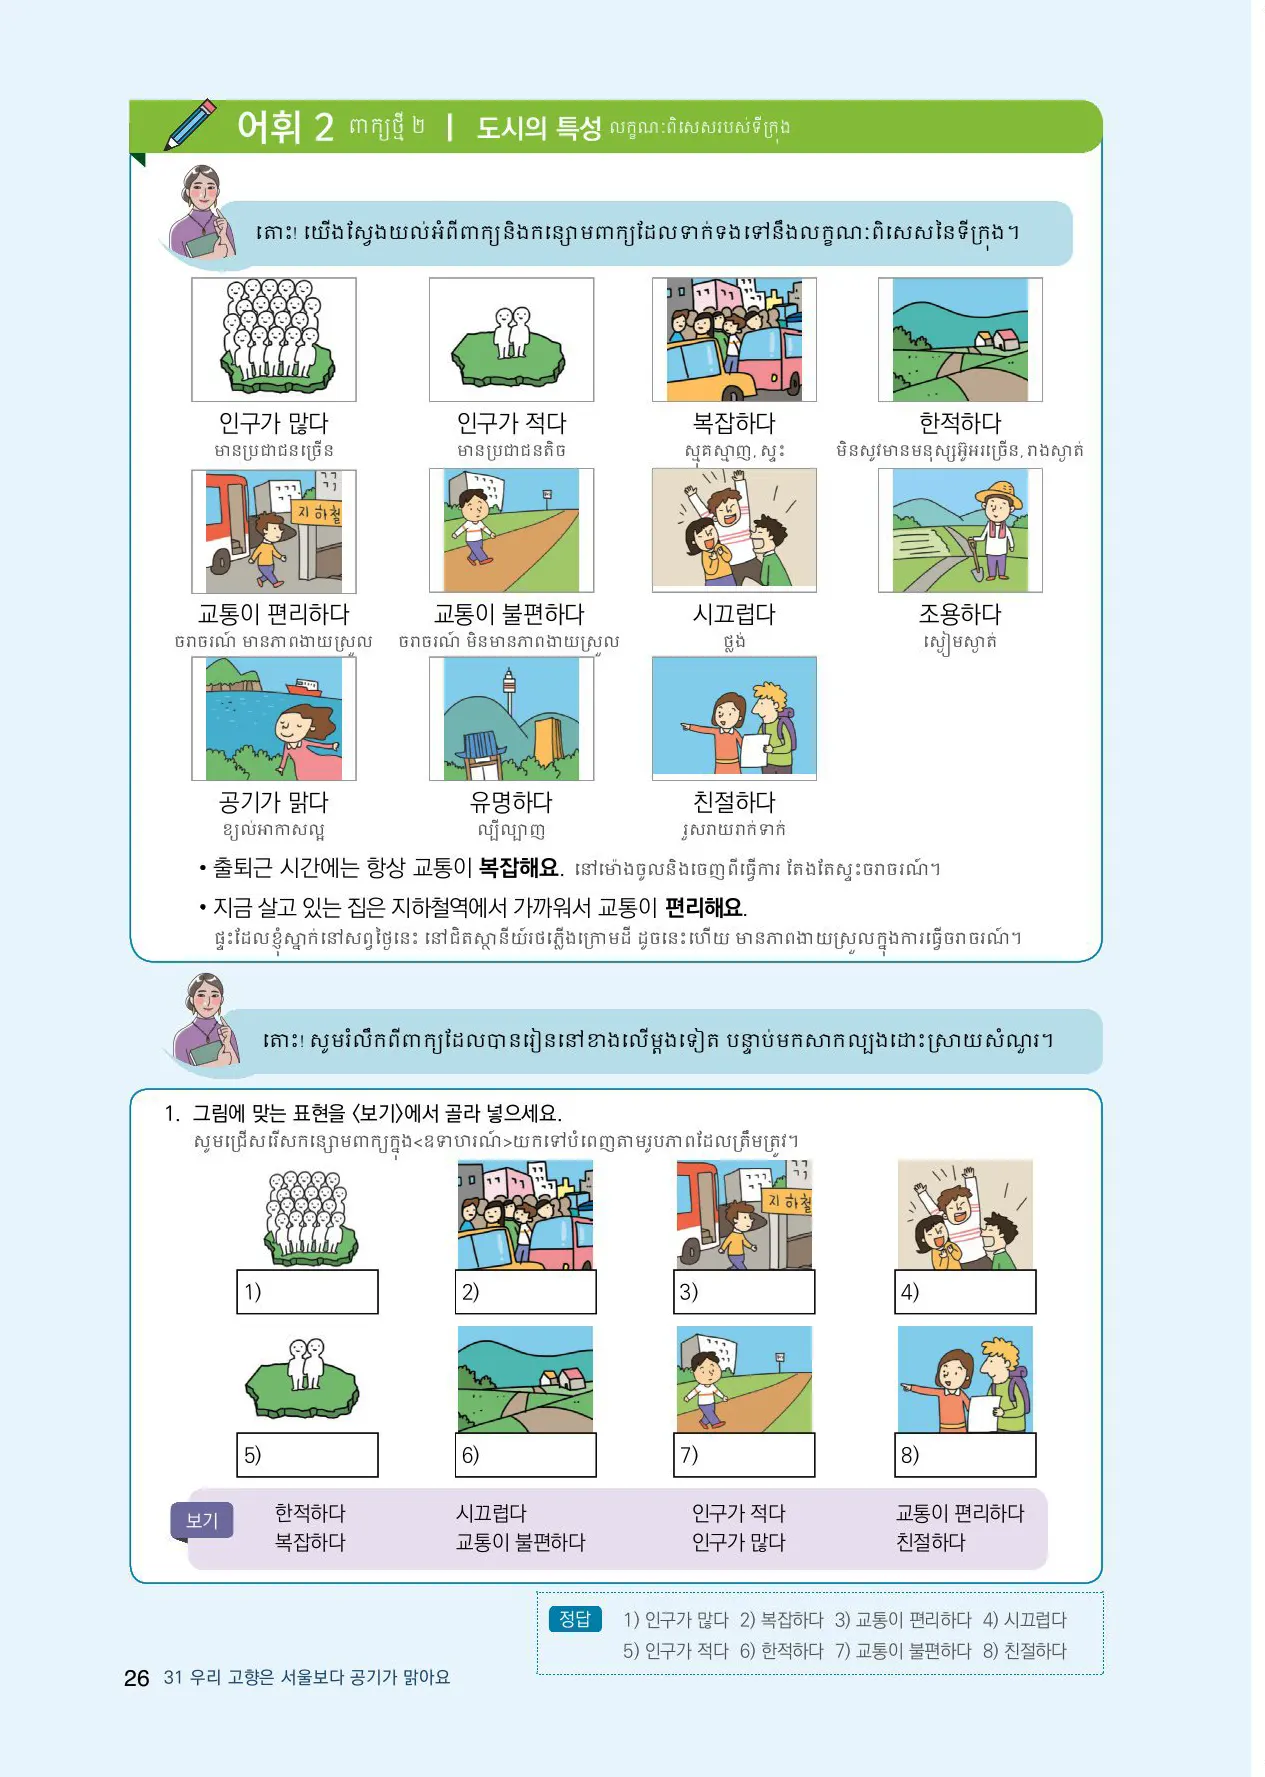 어휘 2 ពាក្យថ្មី ២ | 도시의 특성 លក្ខណៈពិសេសរបស់ទីក្រុង
តោះ! យើងស្វែងយល់អំពីពាក្យនិងកន្សោមពាក្យដែលទាក់ទងទៅនឹងលក្ខណៈពិសេសនៃទីក្រុង។
인구가 많다 인구가 적다 복잡하다 한적하다
មានប្រជាជនច្រើន មានប្រជាជនតិច ស្មុគស្មាញ, ស្ទះ មិនសូវមានមនុស្សអ៊ូអរច្រើន, រាងស្ងាត់
지하철
교통이 편리하다 교통이 불편하다 시끄럽다 조용하다
ចរាចរណ៍ មានភាពងាយស្រួល ចរាចរណ៍ មិនមានភាពងាយស្រួល ថ្លង់ ស្ងៀមស្ងាត់
공기가 맑다 유명하다 친절하다
ខ្យល់អាកាសល្អ ល្បីល្បាញ រួសរាយរាក់ទាក់
• 출퇴근 시간에는 항상 교통이 복잡해요. នៅម៉ោងចូលនិងចេញពីធ្វើការ តែងតែស្ទះចរាចរណ៍។
• 지금 살고 있는 집은 지하철역에서 가까워서 교통이 편리해요.
ផ្ទះដែលខ្ញុំស្នាក់នៅសព្វថ្ងៃនេះ នៅជិតស្ថានីយ៍រថភ្លើងក្រោមដី ដូចនេះហើយ មានភាពងាយស្រួលក្នុងការធ្វើចរាចរណ៍។
តោះ! សូមរំលឹកពីពាក្យដែលបានរៀននៅខាងលើម្ដងទៀត បន្ទាប់មកសាកល្បងដោះស្រាយសំណួរ។
1. 그림에 맞는 표현을 〈보기〉에서 골라 넣으세요.
សូមជ្រើសរើសកន្សោមពាក្យក្នុង<ឧទាហរណ៍>យកទៅបំពេញតាមរូបភាពដែលត្រឹមត្រូវ។
지하철
1) 2) 3) 4)
5) 6) 7) 8)
보기
한적하다 시끄럽다 인구가 적다 교통이 편리하다
복잡하다 교통이 불편하다 인구가 많다 친절하다
정답 1) 인구가 많다 2) 복잡하다 3) 교통이 편리하다 4) 시끄럽다
5) 인구가 적다 6) 한적하다 7) 교통이 불편하다 8) 친절하다
26 31 우리 고향은 서울보다 공기가 맑아요